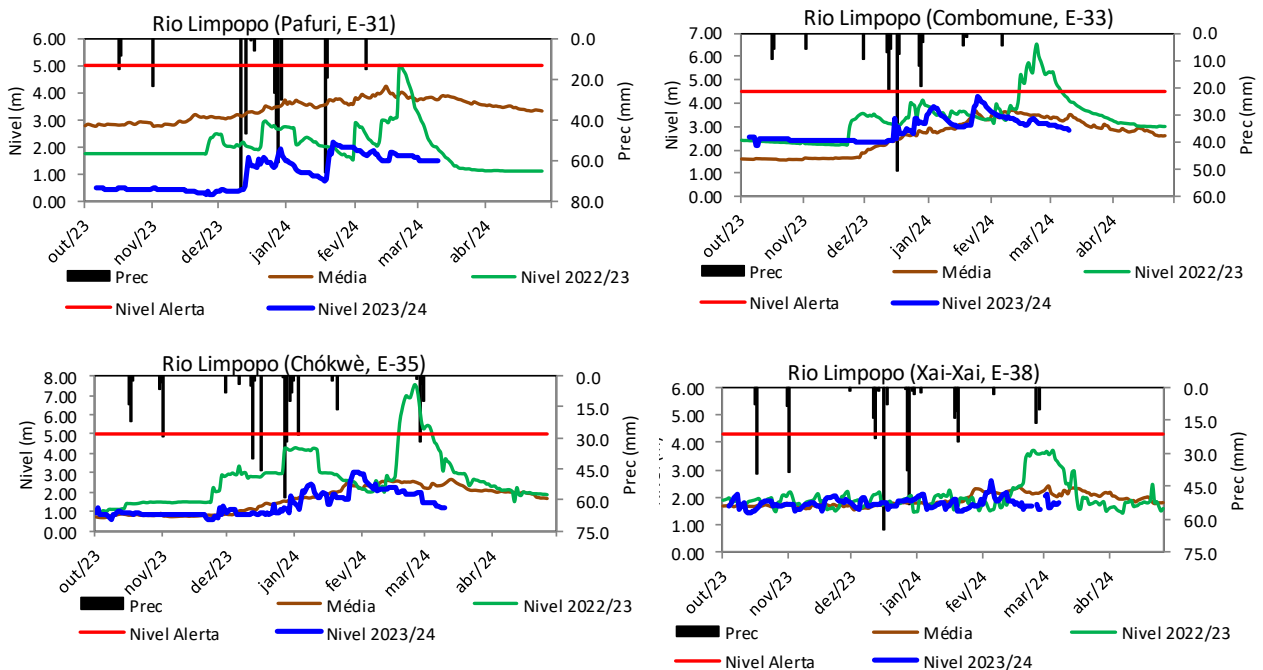 Rio Limpopo (Pafuri, E-31)
6.00
5.00
4.00
3.00
2.00
1.00
0.00
Nivel (m)
0.0
20.0
40.0
60.0
80.0
Prec (mm)
out/23
nov/23
dez/23
jan/24
fev/24
mar/24
abr/24
Prec
Média
Nivel 2022/23
Nivel Alerta
Nivel 2023/24
Rio Limpopo (Combomune, E-33)
7.00
6.00
5.00
4.00
3.00
2.00
1.00
0.00
Nivel (m)
0.0
10.0
20.0
30.0
40.0
50.0
60.0
Prec (mm)
out/23
nov/23
dez/23
jan/24
fev/24
mar/24
abr/24
Prec
Média
Nivel 2022/23
Nivel Alerta
Nivel 2023/24
Rio Limpopo (Chókwè, E-35)
8.00
7.00
6.00
5.00
4.00
3.00
2.00
1.00
0.00
Nivel (m)
0.0
15.0
30.0
45.0
60.0
75.0
Prec (mm)
out/23
nov/23
dez/23
jan/24
fev/24
mar/24
abr/24
Prec
Média
Nivel 2022/23
Nivel Alerta
Nivel 2023/24
Rio Limpopo (Xai-Xai, E-38)
6.00
5.00
4.00
3.00
2.00
1.00
0.00
0.0
15.0
30.0
45.0
60.0
75.0
Prec (mm)
out/23
nov/23
dez/23
jan/24
fev/24
mar/24
abr/24
Prec
Média
Nivel 2022/23
Nivel Alerta
Nivel 2023/24